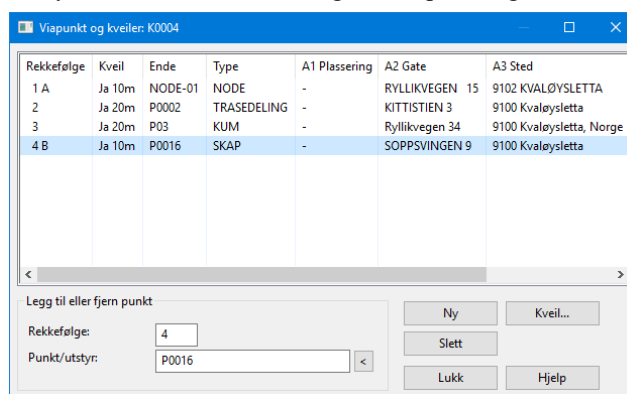 Viapunkt og kveiler: K0004
Rekkefølge Kveil Ende Type A1 Plassering A2 Gate A3 Sted
1 A Ja 10m NODE-01 NODE - RYLLIKVEGEN 15 9102 KVALØYSLETTA
2 Ja 20m P0002 TRASEDELING - KITTISTIEN 3 9100 Kvaløysletta
3 Ja 20m P03 KUM - Ryllikvegen 34 9100 Kvaløysletta, Norge
4 B Ja 10m P0016 SKAP - SOPPSVINGEN 9 9100 Kvaløysletta
Legg til eller fjern punkt
Rekkefølge: 4
Punkt/utstyr: P0016 <
Ny Kveil...
Slett
Lukk Hjelp